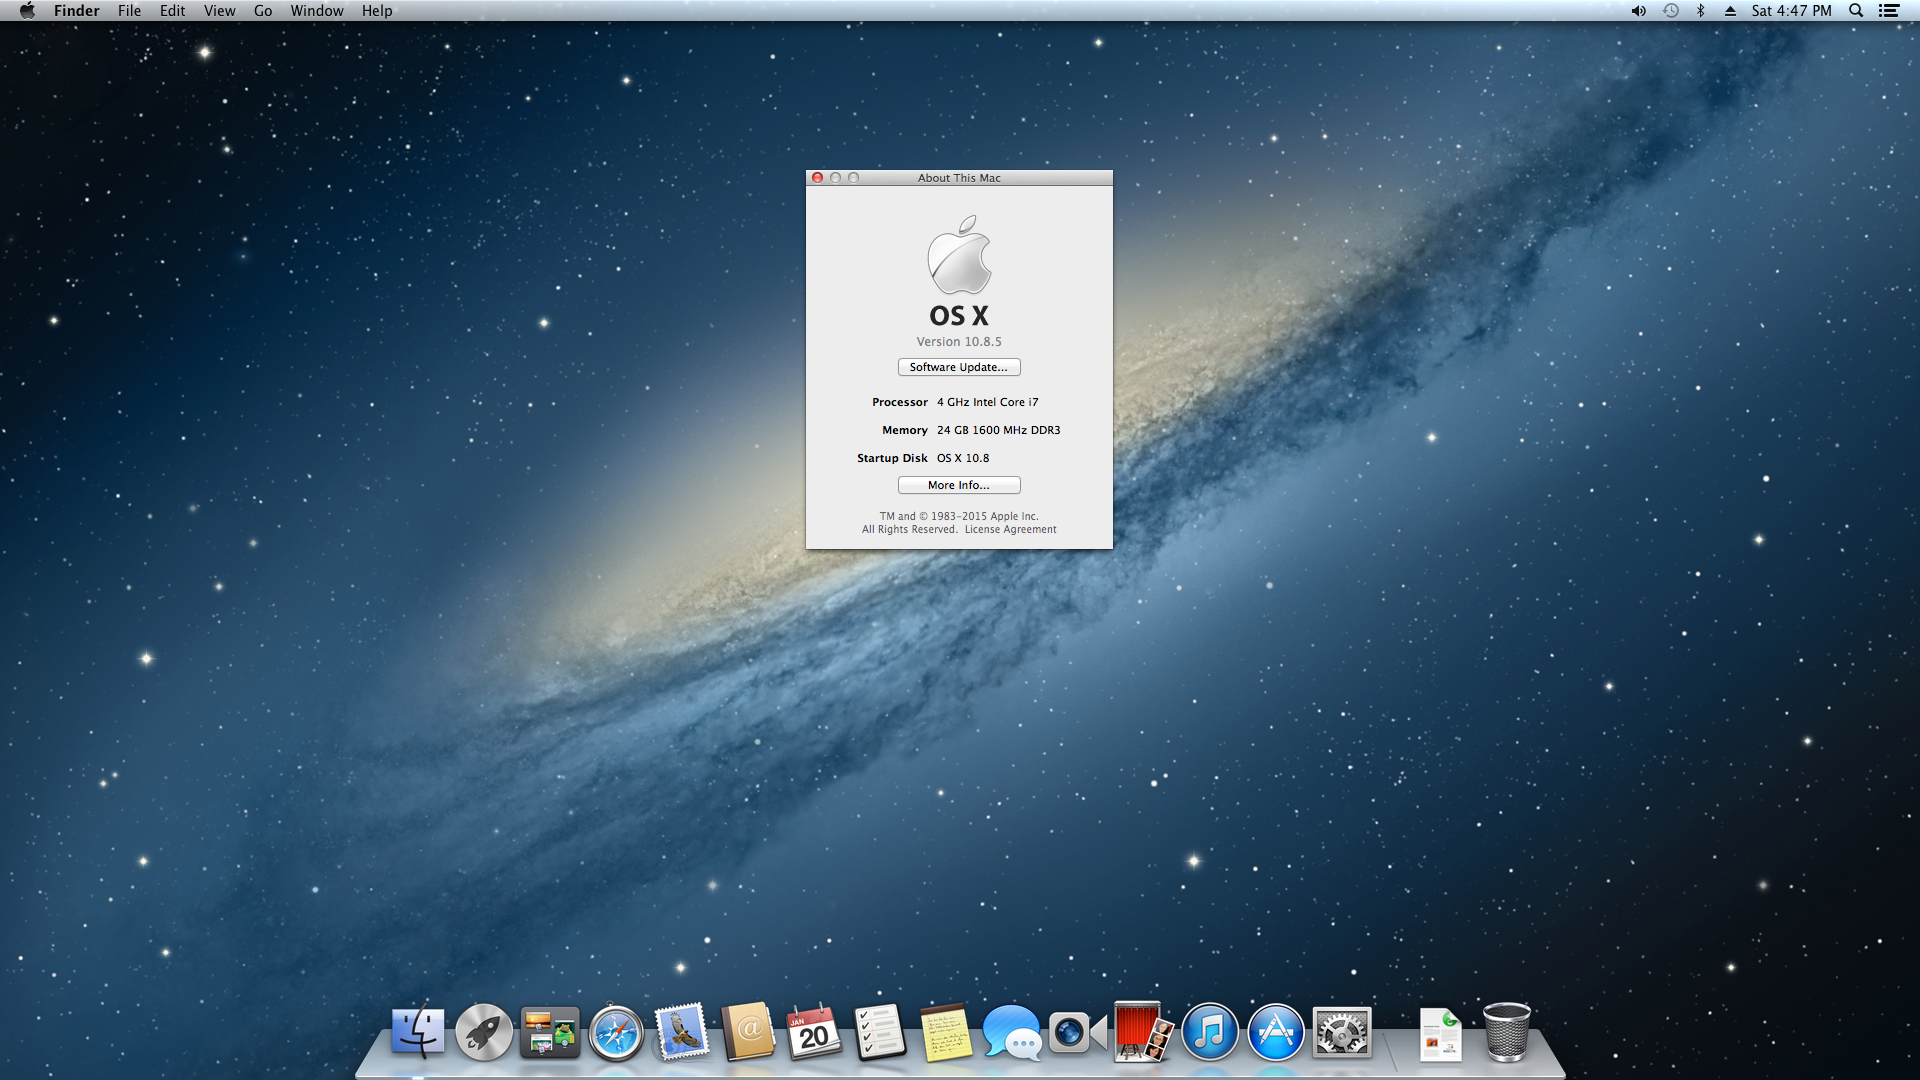 Finder File Edit View Go Window Help Sat 4:47 PM
About This Mac
OS X
Version 10.8.5
Software Update...
Processor 4 GHz Intel Core i7
Memory 24 GB 1600 MHz DDR3
Startup Disk OS X 10.8
More Info...
TM and © 1983-2015 Apple Inc.
All Rights Reserved. License Agreement
JAN
20
@